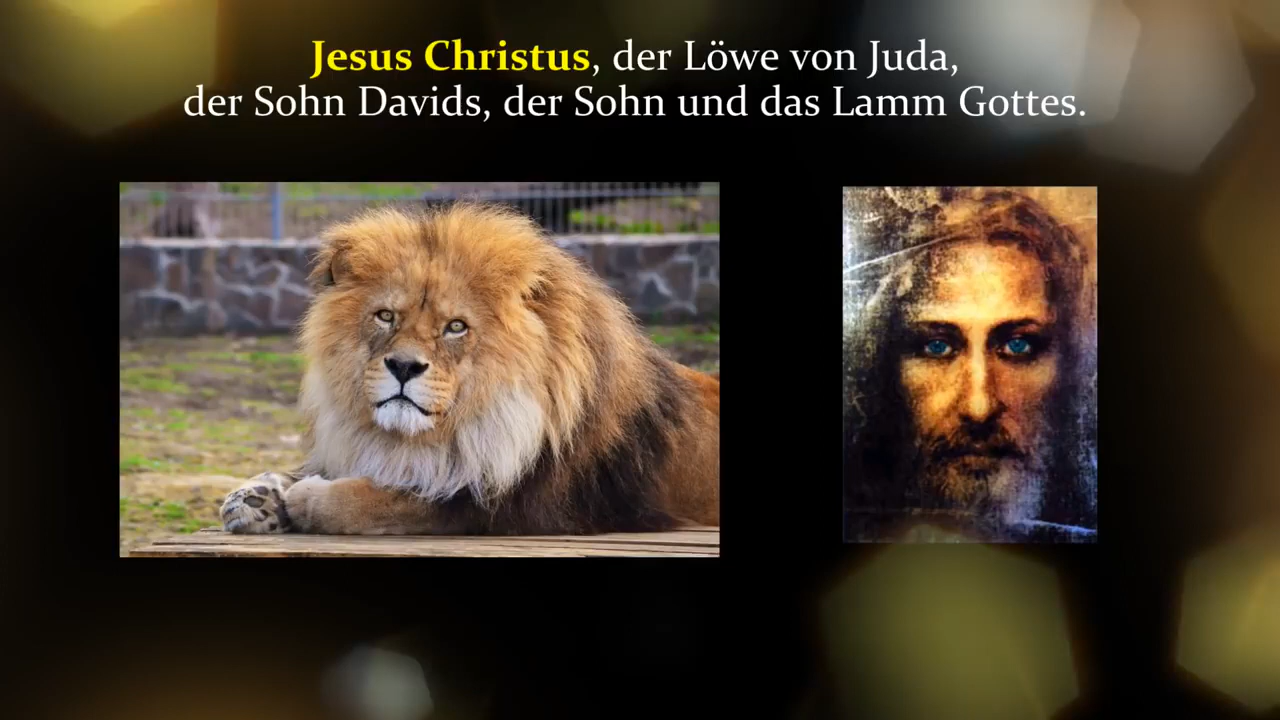 Jesus Christus, der Löwe von Juda,
der Sohn Davids, der Sohn und das Lamm Gottes.